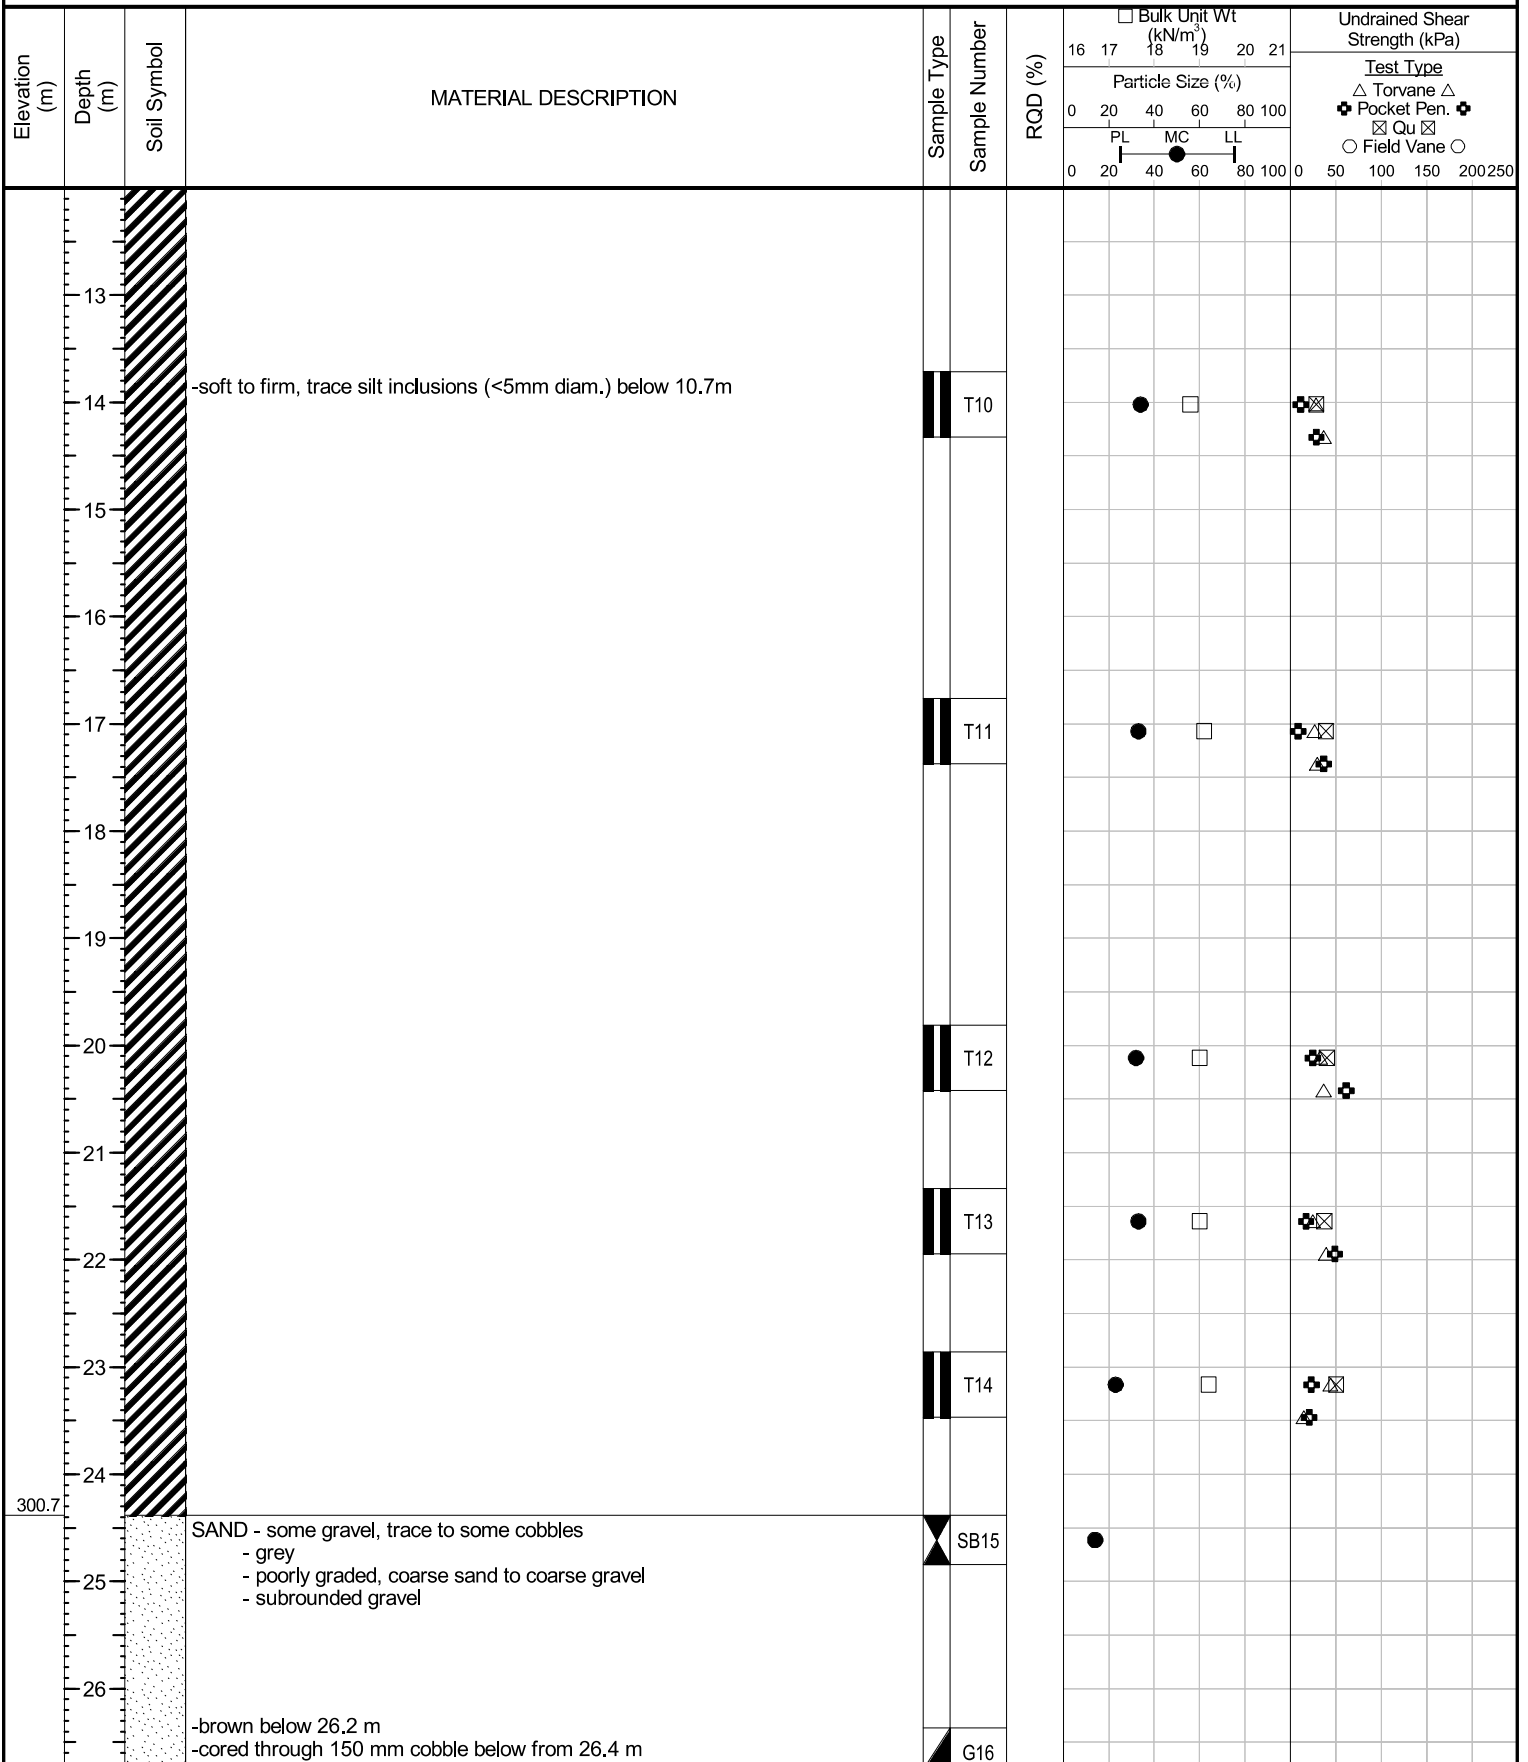 Elevation (m)
Depth (m)
Soil Symbol
MATERIAL DESCRIPTION
Sample Type
Sample Number
RQD (%)
Bulk Unit Wt
(kN/m³)
16 17 18 19 20 21
Particle Size (%)
0 20 40 60 80 100
PL MC LL
0 20 40 60 80 100
Undrained Shear
Strength (kPa)
Test Type
△ Torvane △
Pocket Pen.
☒ Qu ☒
○ Field Vane ○
0 50 100 150 200 250
13
-soft to firm, trace silt inclusions (<5mm diam.) below 10.7m
14
T10
15
16
17
T11
18
19
20
T12
21
T13
22
23
T14
24
300.7
SAND - some gravel, trace to some cobbles
SB15
- grey
- poorly graded, coarse sand to coarse gravel
25
- subrounded gravel
26
-brown below 26.2 m
-cored through 150 mm cobble below from 26.4 m
G16